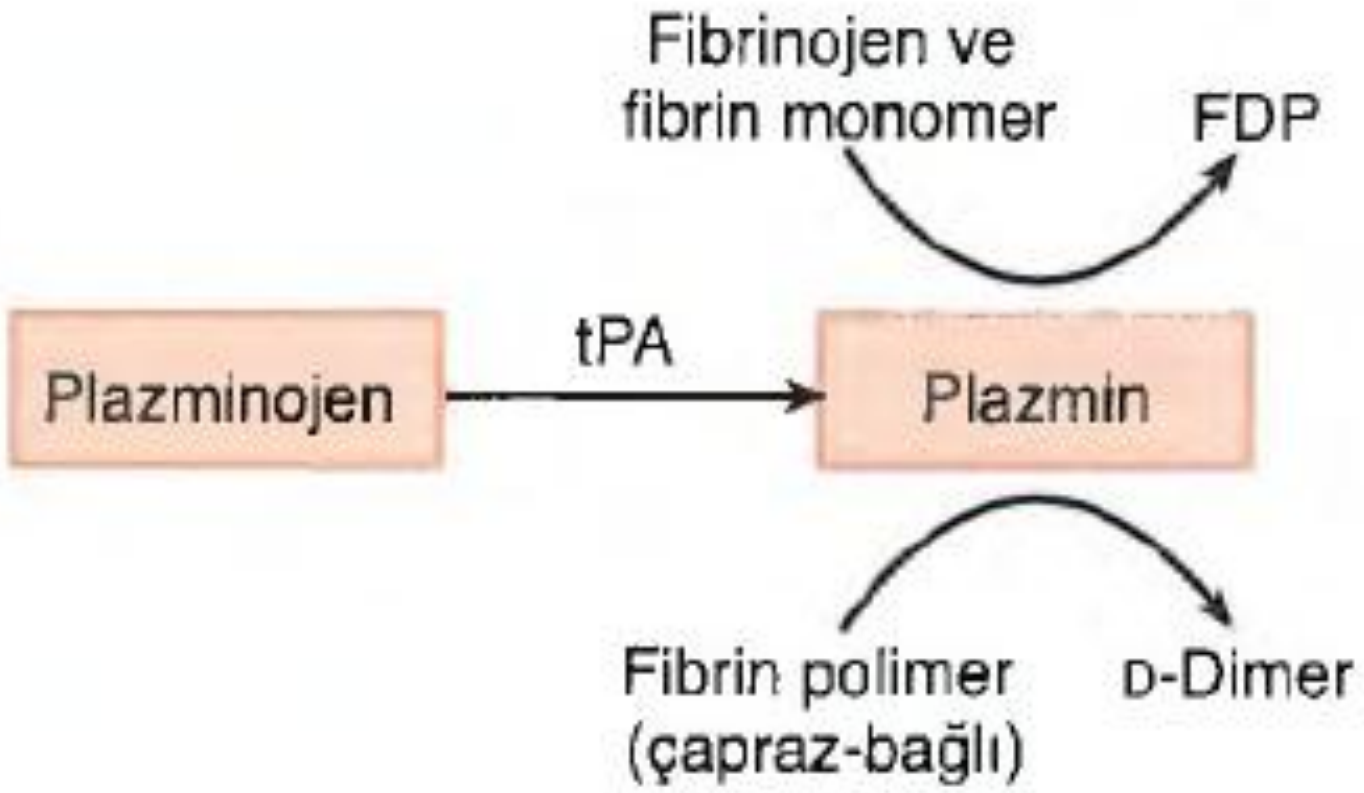 Fibrinojen ve
fibrin monomer
FDP
tPA
Plazminojen
Plazmin
Fibrin polimer
(çapraz-bağlı)
D-Dimer